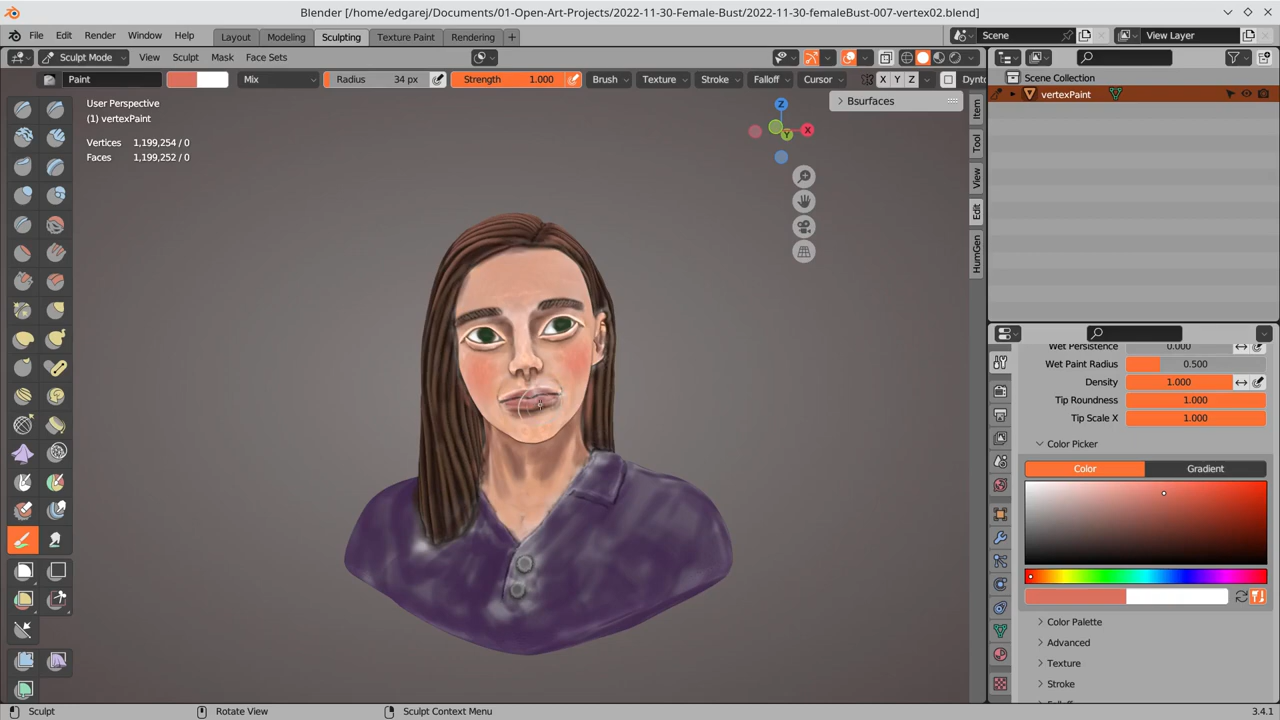 Blender [/home/edgarej/Documents/01-Open-Art-Projects/2022-11-30-Female-Bust/2022-11-30-femaleBust-007-vertex02.blend]
File Edit Render Window Help Layout Modeling Sculpting Texture Paint Rendering + Scene View Layer
Sculpt Mode View Sculpt Mask Face Sets
Paint Mix Radius 34 px Strength 1.000 Brush Texture Stroke Falloff Cursor X Y Z Dynto
Scene Collection
vertexPaint
User Perspective
(1) vertexPaint
Vertices 1,199,254 / 0
Faces 1,199,252 / 0
Bsurfaces
Z
X
Y
Item
Tool
View
Edit
HumGen
Wet Persistence 0.000
Wet Paint Radius 0.500
Density 1.000
Tip Roundness 1.000
Tip Scale X 1.000
Color Picker
Color Gradient
Color Palette
Advanced
Texture
Stroke
Sculpt Rotate View Sculpt Context Menu 3.4.1